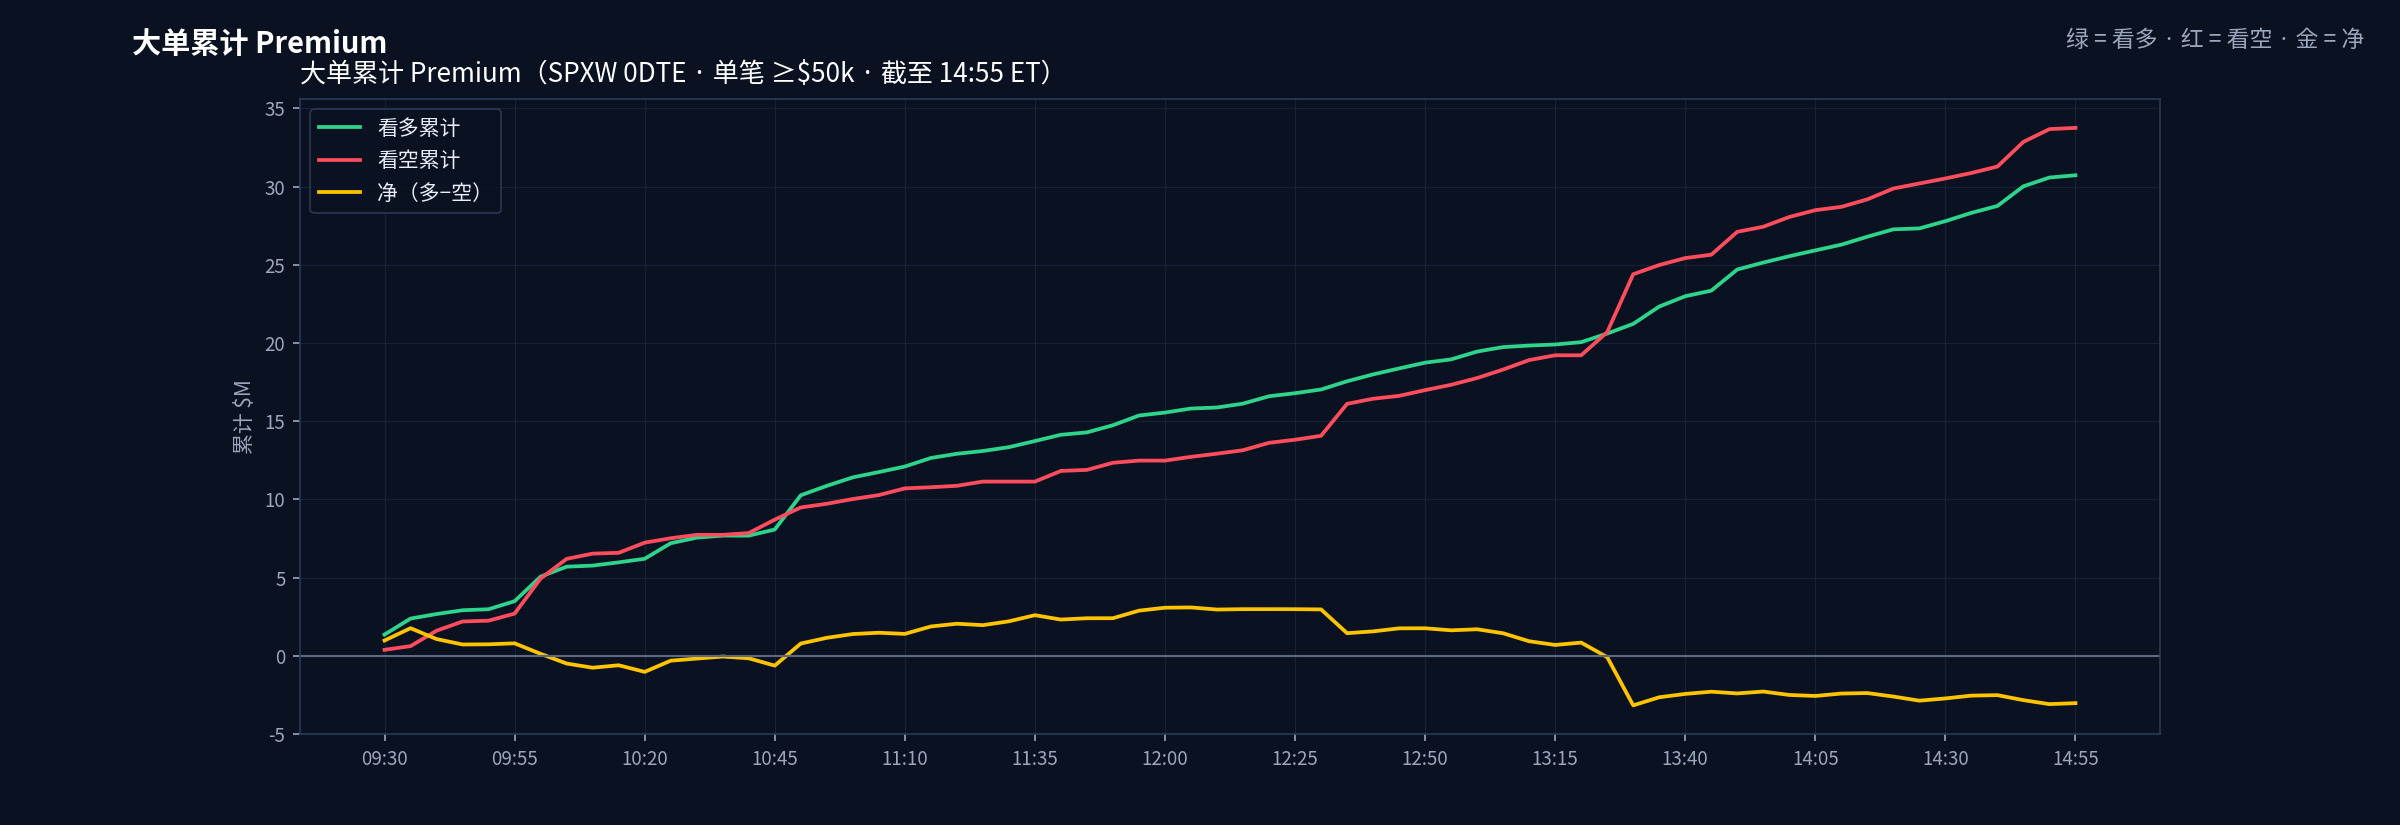 大单累计 Premium
绿 = 看多 · 红 = 看空 · 金 = 净
大单累计 Premium（SPXW 0DTE · 单笔 ≥$50k · 截至 14:55 ET）
看多累计
看空累计
净（多−空）
累计 $M
35
30
25
20
15
10
5
0
-5
09:30 09:55 10:20 10:45 11:10 11:35 12:00 12:25 12:50 13:15 13:40 14:05 14:30 14:55